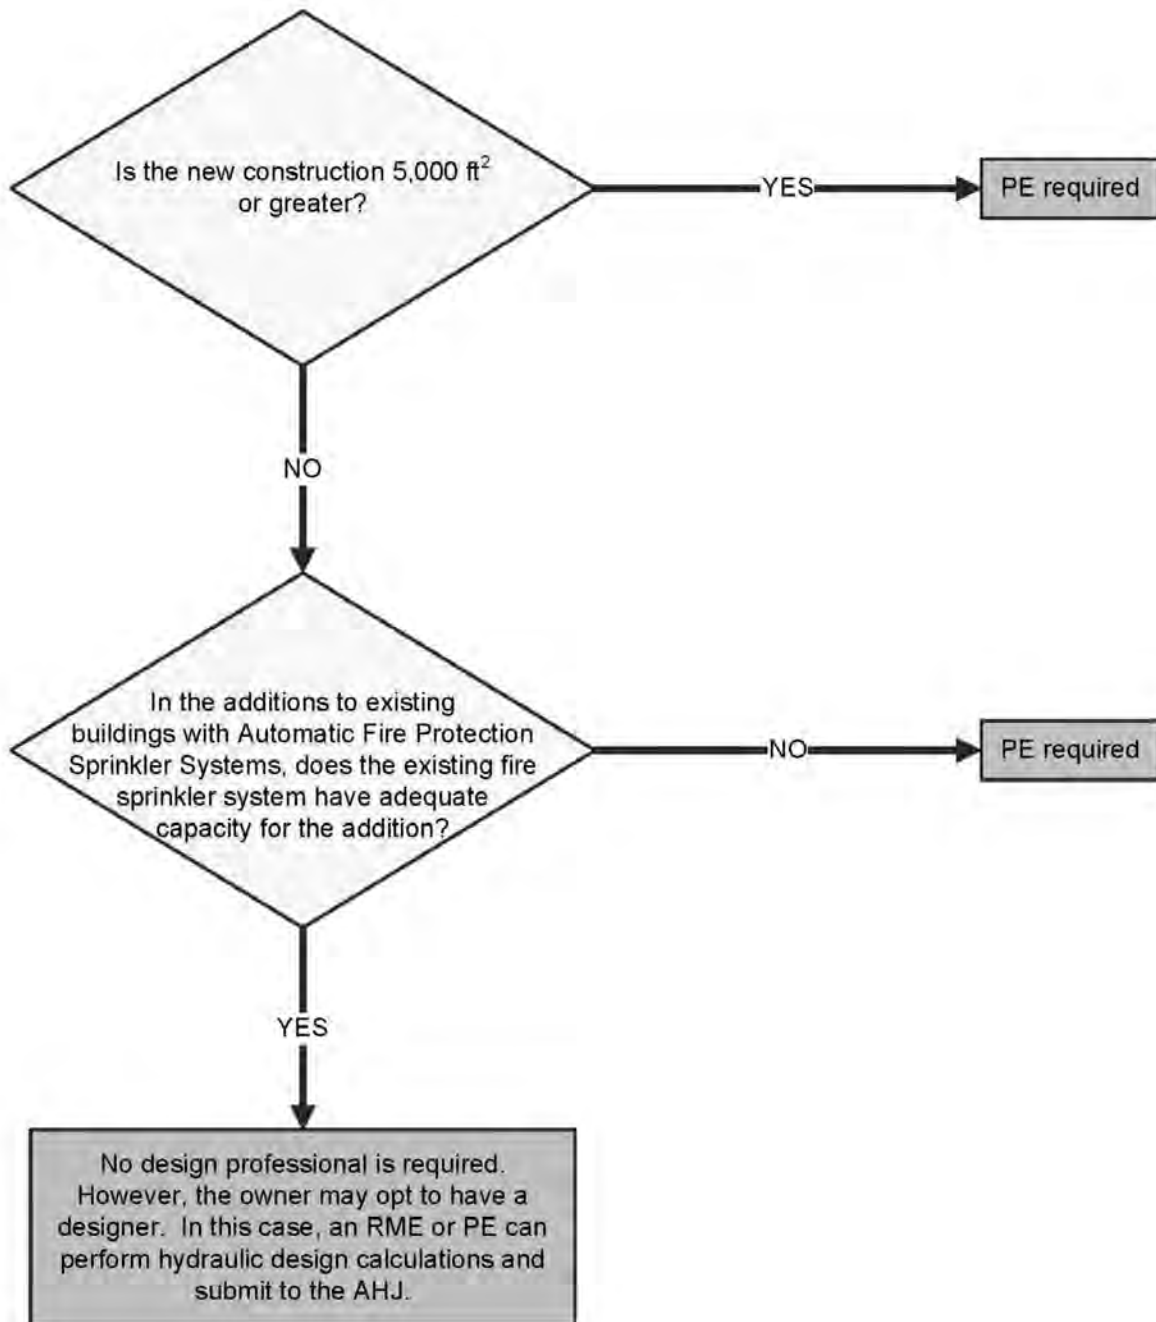 Is the new construction 5,000 ft²
or greater?
YES
PE required
NO
In the additions to existing
buildings with Automatic Fire Protection
Sprinkler Systems, does the existing fire
sprinkler system have adequate
capacity for the addition?
NO
PE required
YES
No design professional is required.
However, the owner may opt to have a
designer.  In this case, an RME or PE can
perform hydraulic design calculations and
submit to the AHJ.